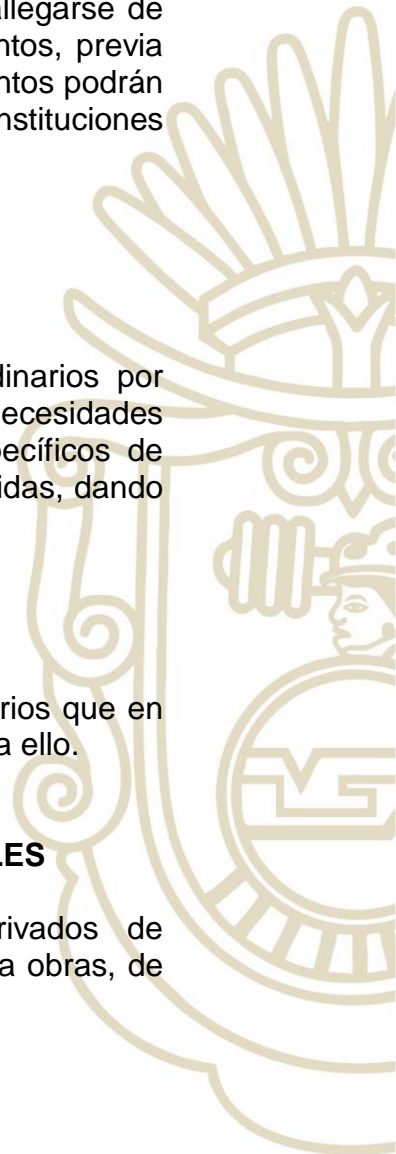 allegarse de
ntos, previa
ntos podrán
nstituciones
dinarios por
ecesidades
pecíficos de
idas, dando
rios que en
a ello.
LES
rivados de
a obras, de